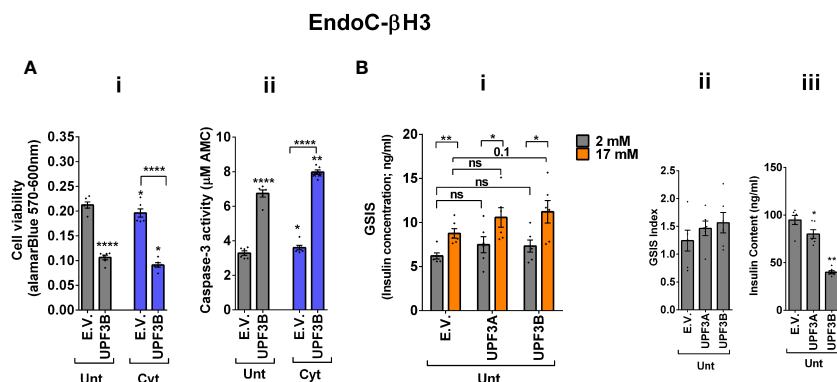 EndoC-βH3
A
i
Cell viability
(alamarBlue 570-600nm)
0.35
0.30
0.25
0.20
0.15
0.10
0.05
0.00
****
*
****
*
E.V.
UPF3B
E.V.
UPF3B
Unt
Cyt
ii
Caspase-3 activity (μM AMC)
10
8
6
4
2
0
****
*
****
**
E.V.
UPF3B
E.V.
UPF3B
Unt
Cyt
B
i
GSIS
(Insulin concentration; ng/ml)
20
15
10
5
0
**
*
*
0.1
ns
ns
ns
E.V.
UPF3A
UPF3B
Unt
2 mM
17 mM
ii
GSIS Index
2.5
2.0
1.5
1.0
0.5
0.0
E.V.
UPF3A
UPF3B
Unt
iii
Insulin Content (ng/ml)
150
100
50
0
*
**
E.V.
UPF3A
UPF3B
Unt